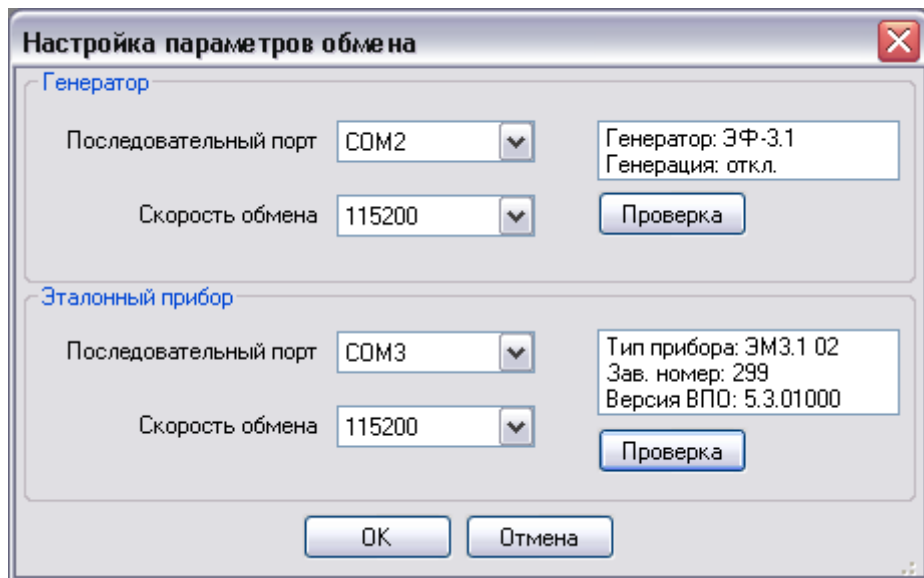 Настройка параметров обмена
Генератор
Последовательный порт
COM2
Генератор: ЭФ-3.1
Генерация: откл.
Скорость обмена
115200
Проверка
Эталонный прибор
Последовательный порт
COM3
Тип прибора: ЭМ3.1 02
Зав. номер: 299
Версия ВПО: 5.3.01000
Скорость обмена
115200
Проверка
OK
Отмена